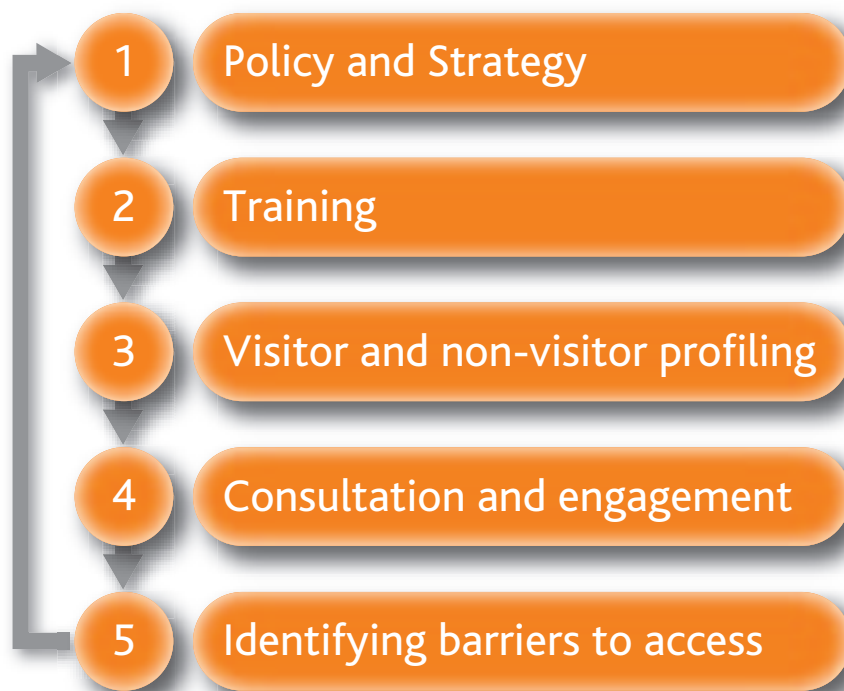 1 Policy and Strategy
2 Training
3 Visitor and non-visitor profiling
4 Consultation and engagement
5 Identifying barriers to access